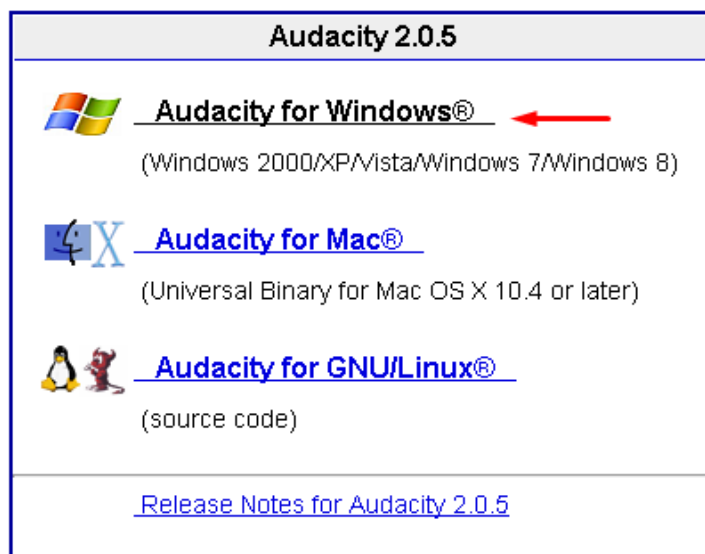 Audacity 2.0.5
Audacity for Windows®
(Windows 2000/XP/Vista/Windows 7/Windows 8)
X
Audacity for Mac®
(Universal Binary for Mac OS X 10.4 or later)
Audacity for GNU/Linux®
(source code)
Release Notes for Audacity 2.0.5